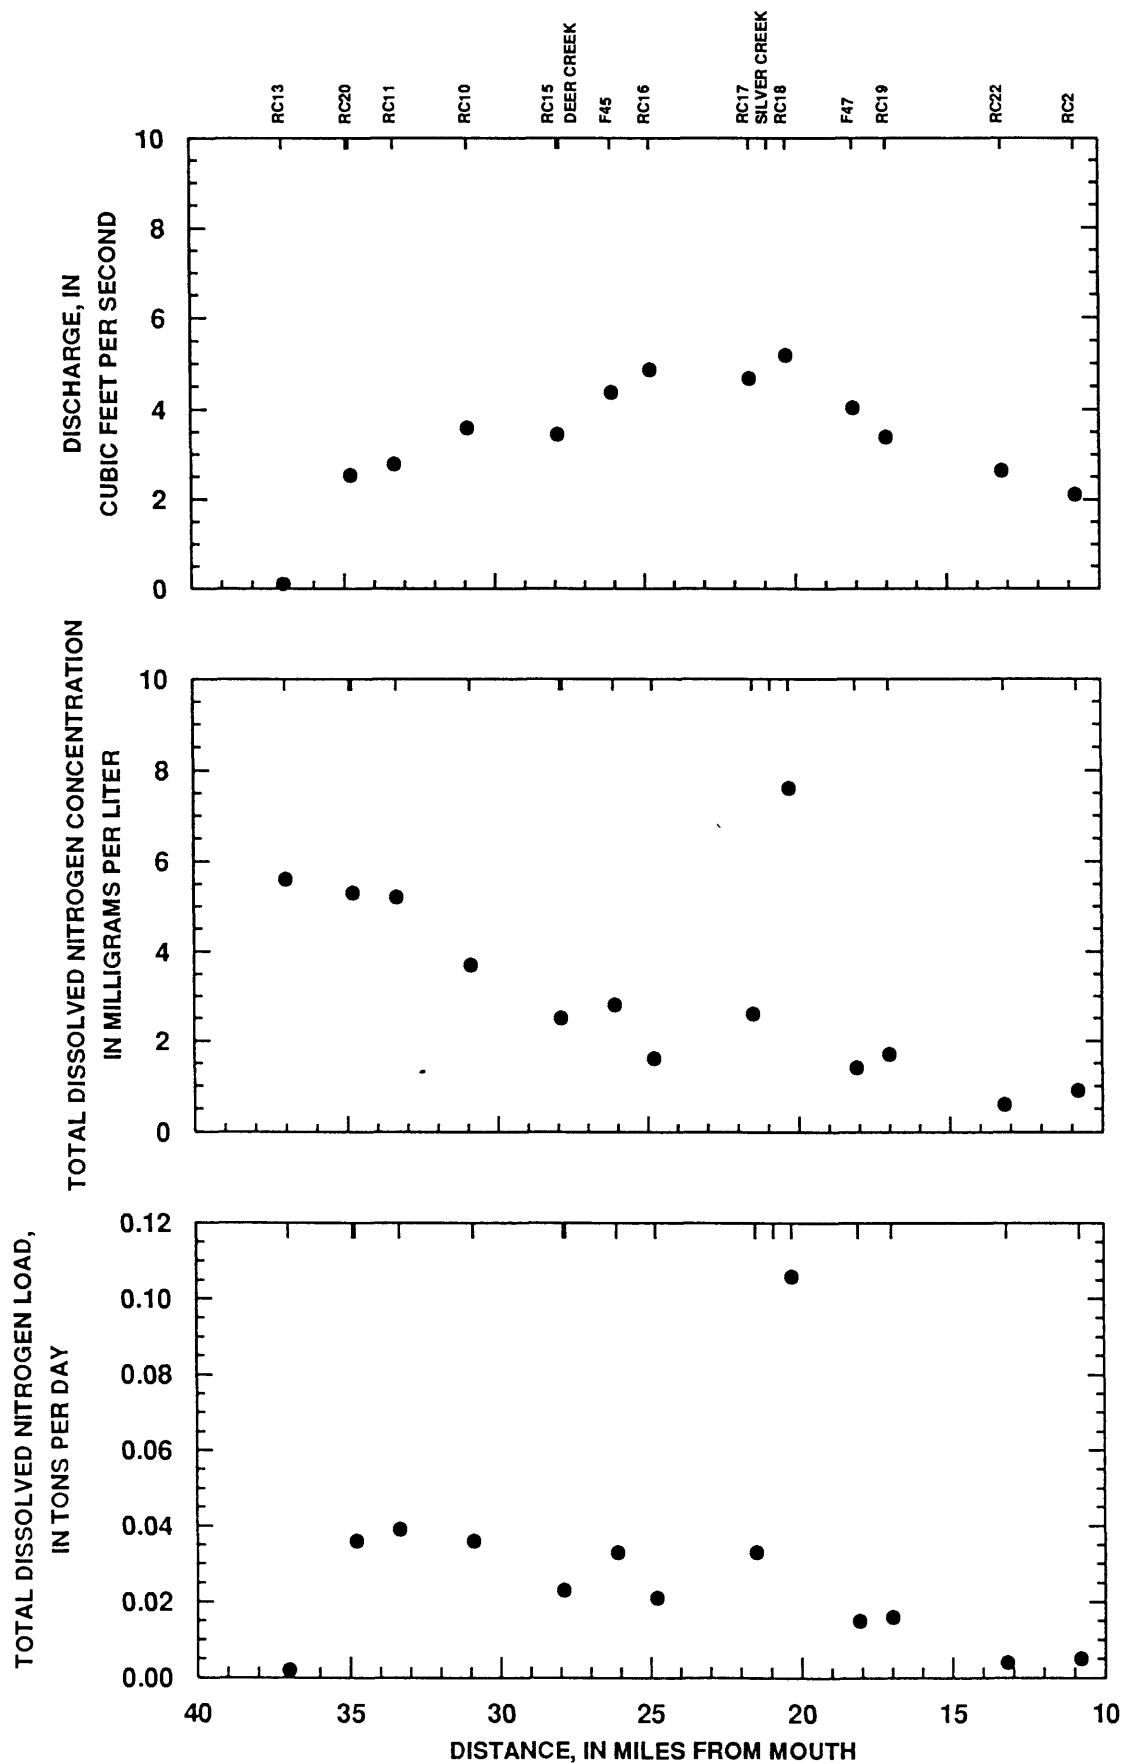 RC13
RC20
RC11
RC10
RC15
DEER CREEK
F45
RC16
RC17
SILVER CREEK
RC18
F47
RC19
RC22
RC2
DISCHARGE, IN
CUBIC FEET PER SECOND
10
8
6
4
2
0
TOTAL DISSOLVED NITROGEN CONCENTRATION
IN MILLIGRAMS PER LITER
10
8
6
4
2
0
TOTAL DISSOLVED NITROGEN LOAD,
IN TONS PER DAY
0.12
0.10
0.08
0.06
0.04
0.02
0.00
40 35 30 25 20 15 10
DISTANCE, IN MILES FROM MOUTH